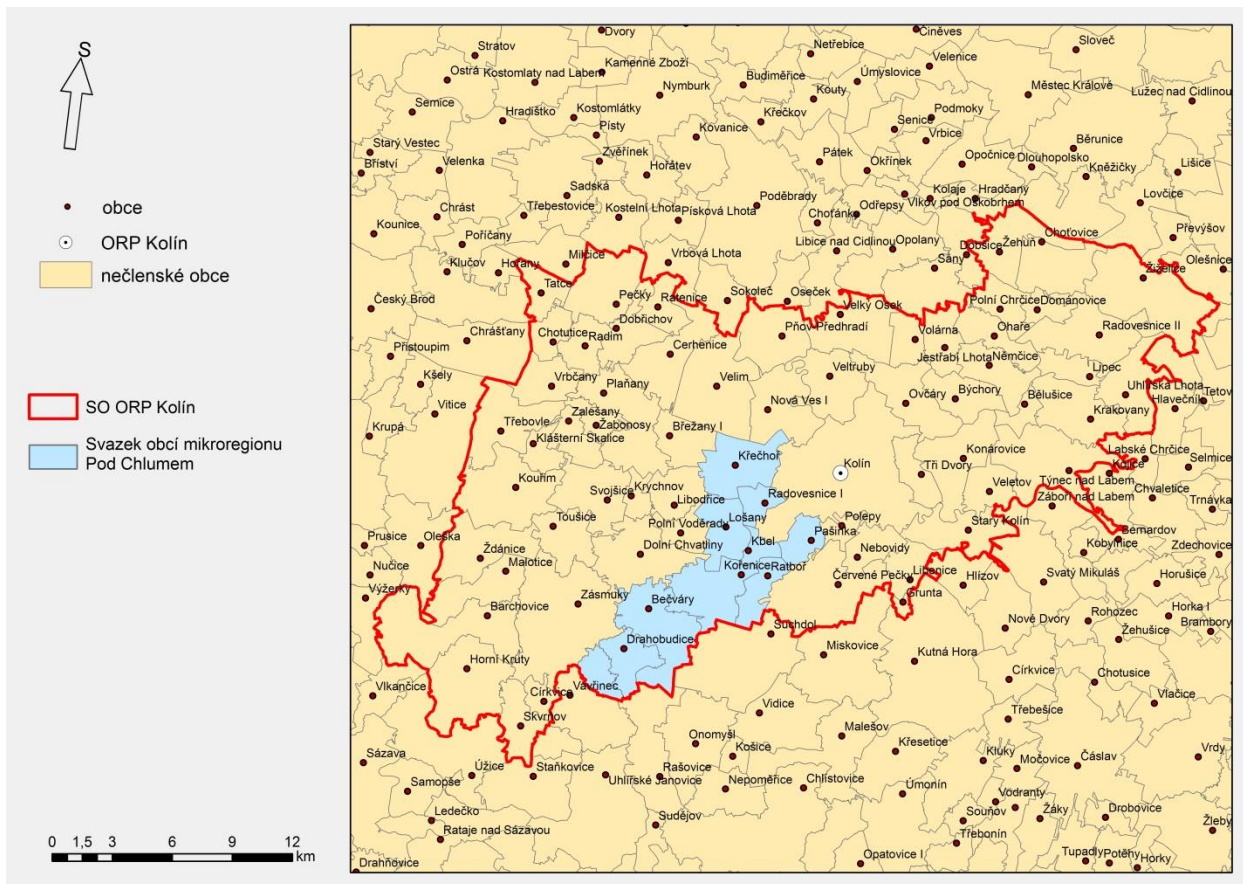 S
obce
ORP Kolín
nečlenské obce
SO ORP Kolín
Svazek obcí mikroregionu
Pod Chlumem
0 1,5 3 6 9 12
km
Dvory
Činěves
Stratov
Netřebice
Velenice
Sloveč
Ostrá
Kostomlaty nad Labem
Kamenné Zboží
Budiměřice
Úmyslovice
Městec Králové
Lužec nad Cidlinou
Semice
Hradištko
Kostomlátky
Nymburk
Kouty
Křečkov
Senice
Podmoky
Písty
Kovanice
Vrbice
Starý Vestec
Běrunice
Bříství
Velenka
Zvěřínek
Hořátev
Pátek
Okřínek
Opočnice
Dlouhopolsko
Kněžičky
Lišice
Sadská
Poděbrady
Kolaje
Hradčany
Lovčice
Chrást
Třebestovice
Kostelní Lhota
Písková Lhota
Choťánky
Odřepsy
Vlkov pod Oškobrhem
Kounice
Poříčany
Libice nad Cidlinou
Opolany
Dobšice
Žehuň
Choťovice
Převýšov
Klučov
Hořany
Milčice
Vrbová Lhota
Sány
Žiželice
Olešnice
Tatce
Český Brod
Pečky
Ratenice
Sokoleč
Oseček
Velký Osek
Polní Chrčice
Dománovice
Chrášťany
Chotutice
Dobřichov
Radim
Cerhenice
Pňov-Předhradí
Volárna
Ohaře
Radovesnice II
Přistoupim
Jestřabí Lhota
Němčice
Kšely
Vrbčany
Plaňany
Velim
Veltruby
Lipec
Uhlířská Lhota
Hlavečník
Tetov
Vitice
Nová Ves I
Ovčáry
Býchory
Bělušice
Krakovany
Krupá
Třebovle
Zalešany
Žabonosy
Břežany I
Klášterní Skalice
Křečhoř
Kolín
Konárovice
Labské Chrčice
Selmice
Tři Dvory
Týnec nad Labem
Kojice
Kouřim
Svojšice
Krychnov
Libodřice
Radovesnice I
Veletov
Záboří nad Labem
Chvaletice
Trnávka
Toušice
Polní Voděrady
Lošany
Pašinka
Polepy
Starý Kolín
Bernardov
Prusice
Oleška
Ždánice
Dolní Chvatliny
Kbel
Nebovidy
Kobylnice
Zdechovice
Nučice
Malotice
Kořenice
Ratboř
Červené Pečky
Libenice
Hlízov
Svatý Mikuláš
Horušice
Výžerky
Barchovice
Zásmuky
Bečváry
Grunta
Suchdol
Nové Dvory
Rohozec
Horka I
Žehušice
Brambory
Drahobudice
Miskovice
Kutná Hora
Horní Kruty
Církvice
Chotusice
Vlkančice
Církvice
Vavřinec
Vlačice
Skvrňov
Vidice
Třebešice
Malešov
Onomyšl
Košice
Křesetice
Kluky
Močovice
Čáslav
Vrdy
Sázava
Samopše
Úžice
Staňkovice
Uhlířské Janovice
Rašovice
Nepoměřice
Chlístovice
Úmonín
Vodranty
Ledečko
Sudějov
Souňov
Žáky
Drobovice
Žleby
Rataje nad Sázavou
Třebonín
Drahňovice
Opatovice I
Tupadly
Potěhy
Horky